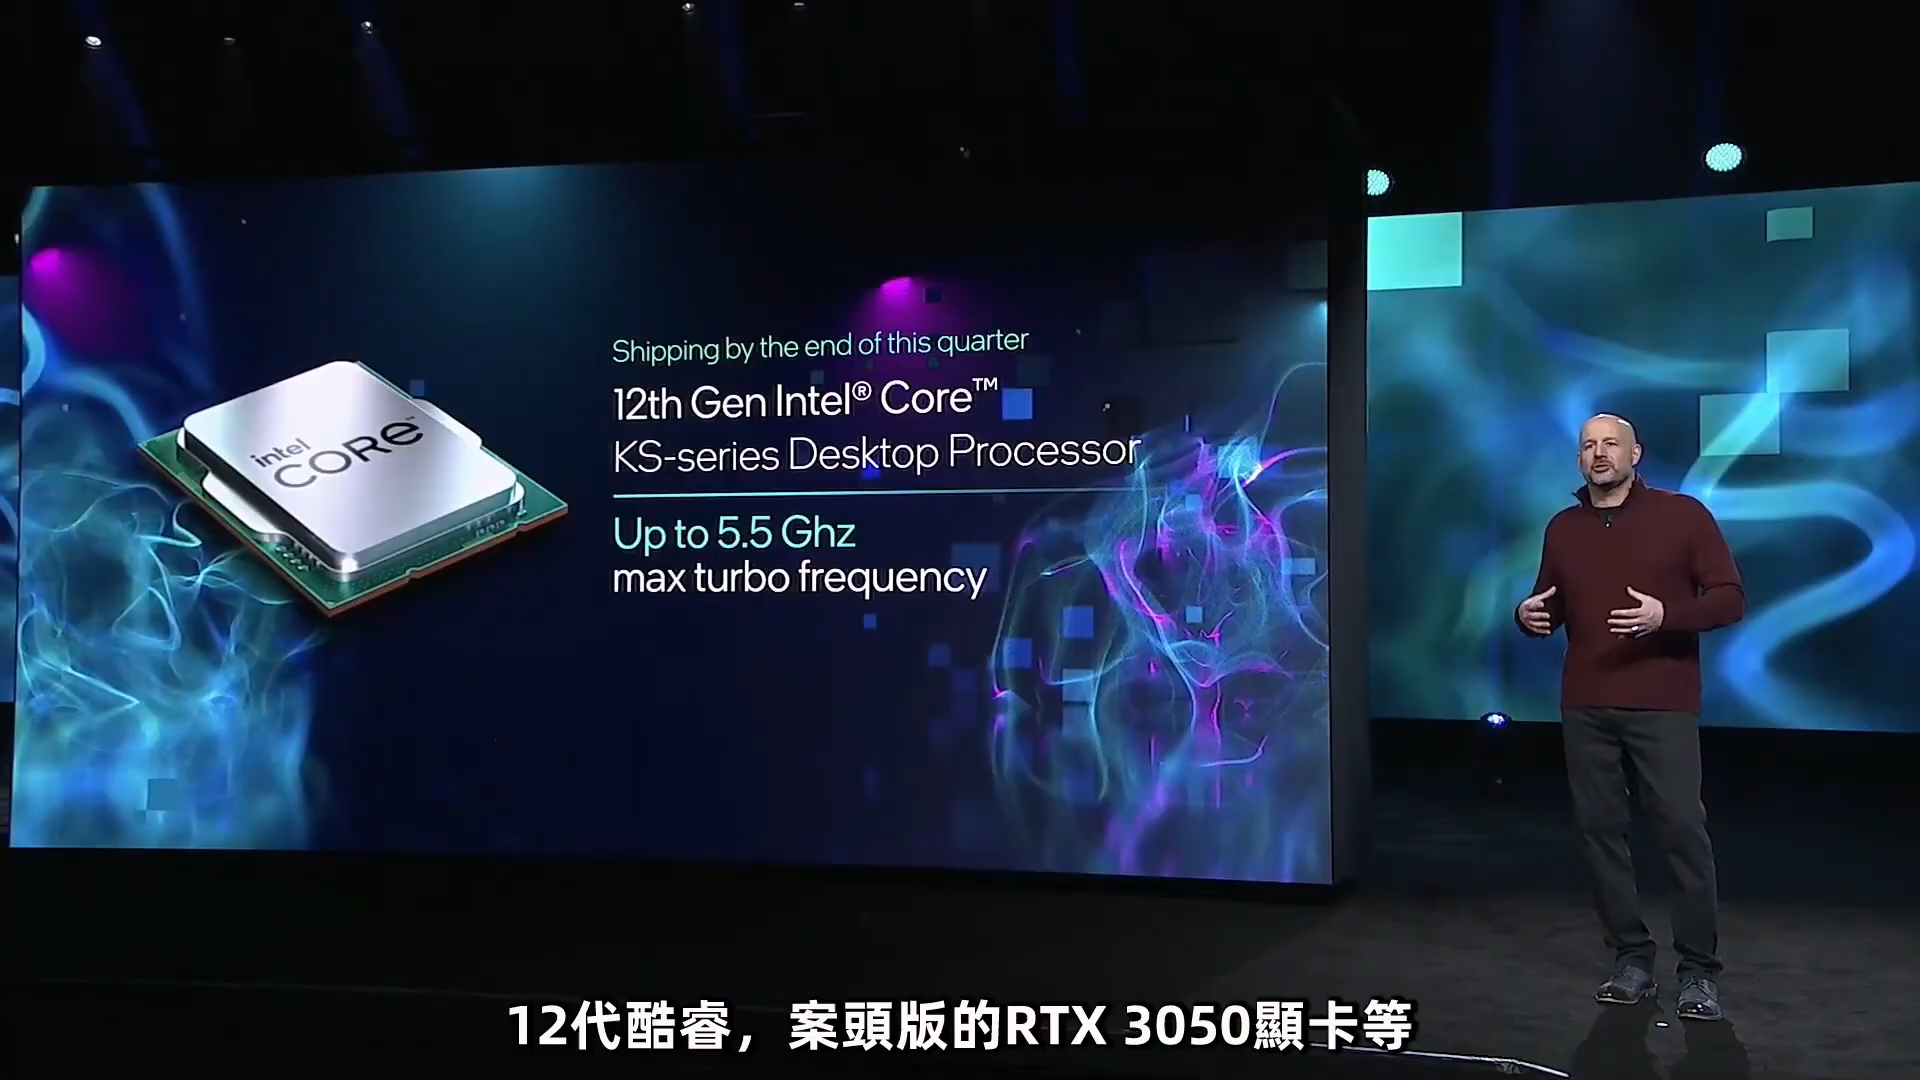 intel
CORE™
Shipping by the end of this quarter
12th Gen Intel® Core™
KS-series Desktop Processor
Up to 5.5 Ghz
max turbo frequency
12代酷睿，案頭版的RTX 3050顯卡等